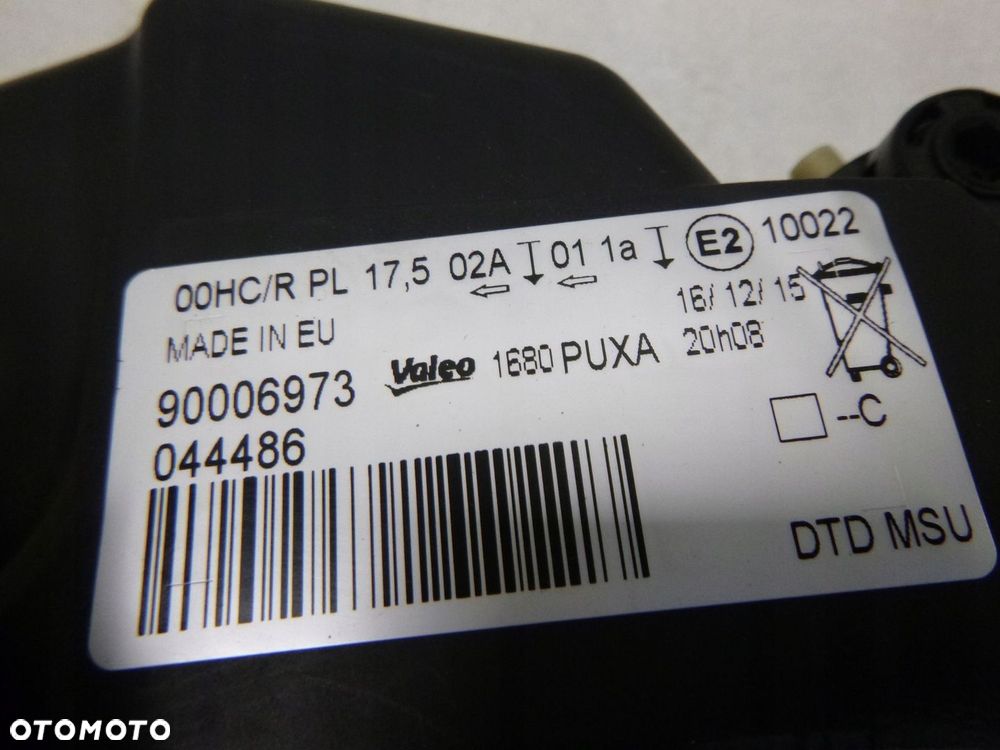 00HC/R PL 17,5 02A 01 1a E2 10022
MADE IN EU
16/12/15
20h08
90006973 Valeo 1680 PUXA
044486
--C
DTD MSU
OTOMOTO